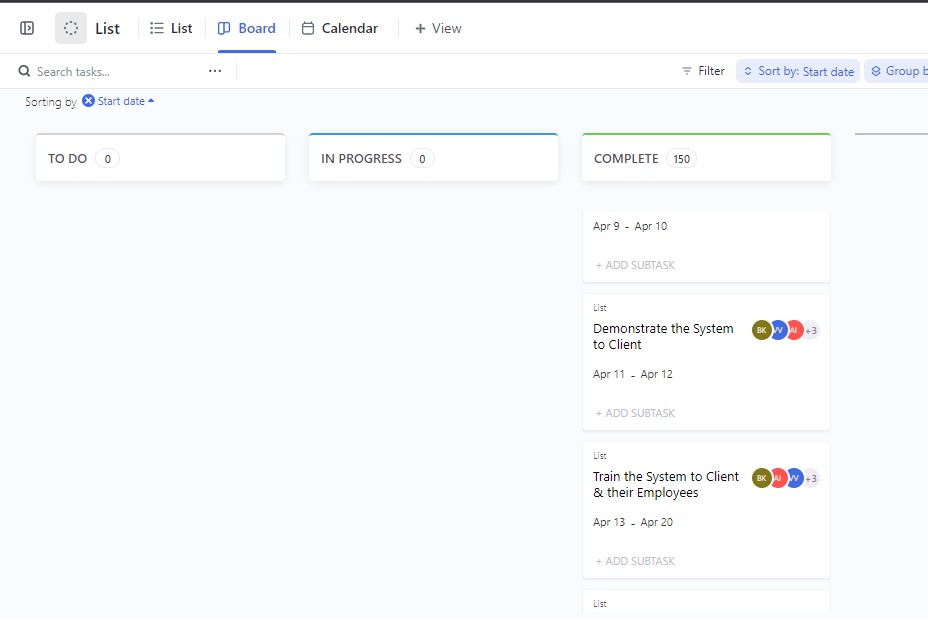 List List Board Calendar + View
Search tasks... ... Filter Sort by: Start date Group b
Sorting by Start date
TO DO 0
IN PROGRESS 0
COMPLETE 150
Apr 9 - Apr 10
+ ADD SUBTASK
List
Demonstrate the System BK VV AI +3
to Client
Apr 11 - Apr 12
+ ADD SUBTASK
List
Train the System to Client BK AI VV +3
& their Employees
Apr 13 - Apr 20
+ ADD SUBTASK
List